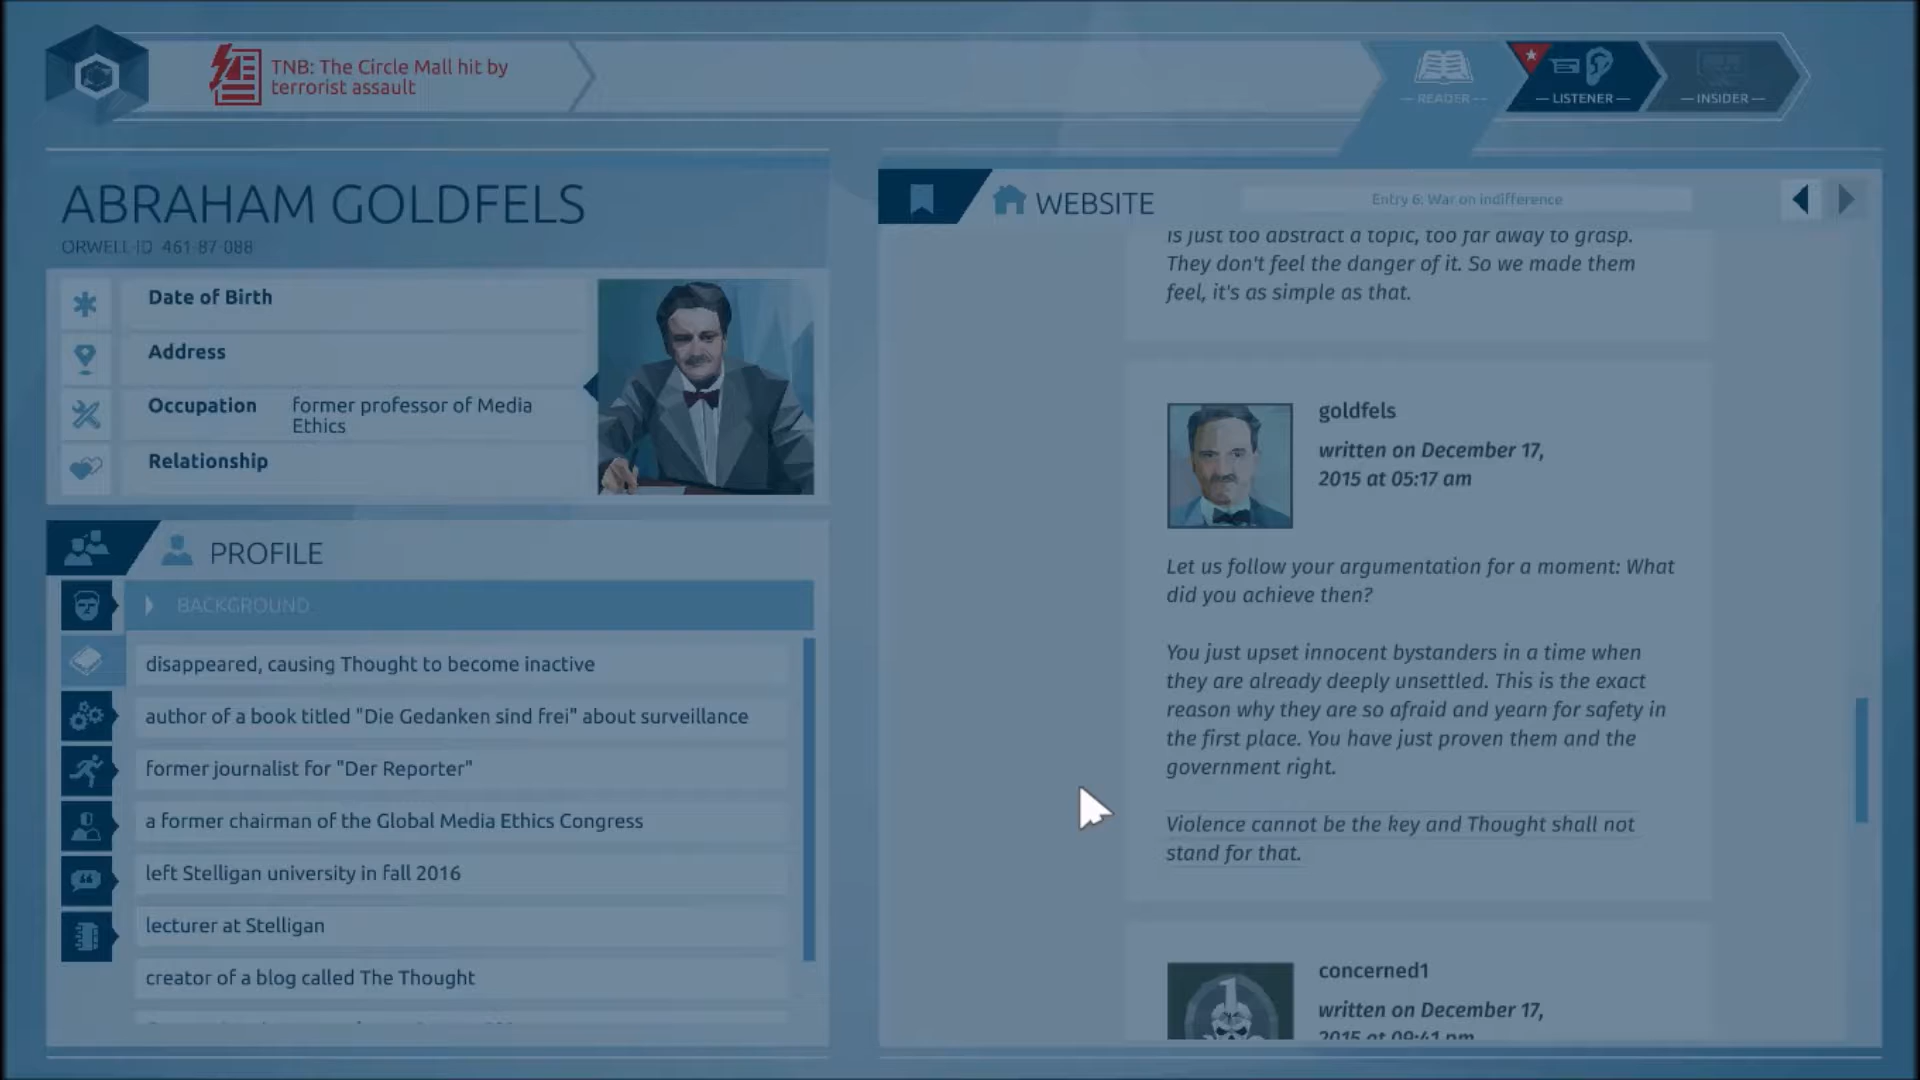 TNB: The Circle Mall hit by
terrorist assault
— READER —
— LISTENER —
— INSIDER —
ABRAHAM GOLDFELS
ORWELL-ID 461-87-088
Date of Birth
Address
Occupation former professor of Media
Ethics
Relationship
PROFILE
BACKGROUND
disappeared, causing Thought to become inactive
author of a book titled "Die Gedanken sind frei" about surveillance
former journalist for "Der Reporter"
a former chairman of the Global Media Ethics Congress
left Stelligan university in fall 2016
lecturer at Stelligan
creator of a blog called The Thought
WEBSITE
Entry 6: War on indifference
is just too abstract a topic, too far away to grasp.
They don't feel the danger of it. So we made them
feel, it's as simple as that.
goldfels
written on December 17,
2015 at 05:17 am
Let us follow your argumentation for a moment: What
did you achieve then?
You just upset innocent bystanders in a time when
they are already deeply unsettled. This is the exact
reason why they are so afraid and yearn for safety in
the first place. You have just proven them and the
government right.
Violence cannot be the key and Thought shall not
stand for that.
concerned1
written on December 17,
2015 at 09:41 pm